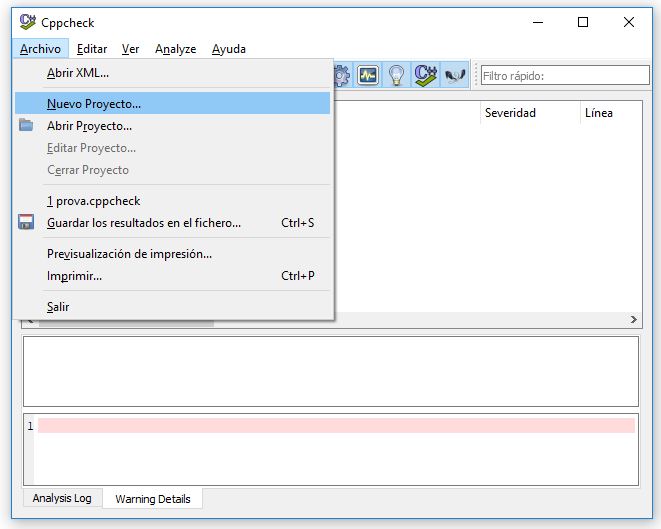 Cppcheck
Archivo Editar Ver Analyze Ayuda
Abrir XML...
Filtro rápido:
Nuevo Proyecto...
Severidad Línea
Abrir Proyecto...
Editar Proyecto...
Cerrar Proyecto
1 prova.cppcheck
Guardar los resultados en el fichero... Ctrl+S
Previsualización de impresión...
Imprimir... Ctrl+P
Salir
1
Analysis Log Warning Details